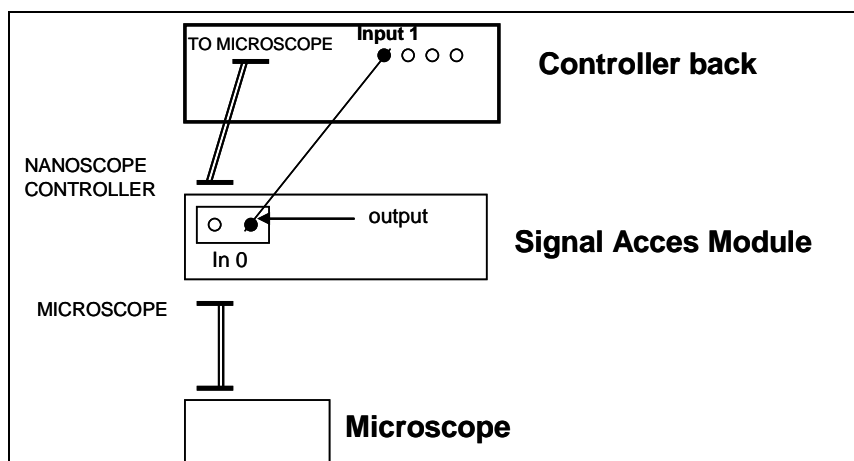 Input 1
TO MICROSCOPE
Controller back
NANOSCOPE
CONTROLLER
output
Signal Acces Module
In 0
MICROSCOPE
Microscope